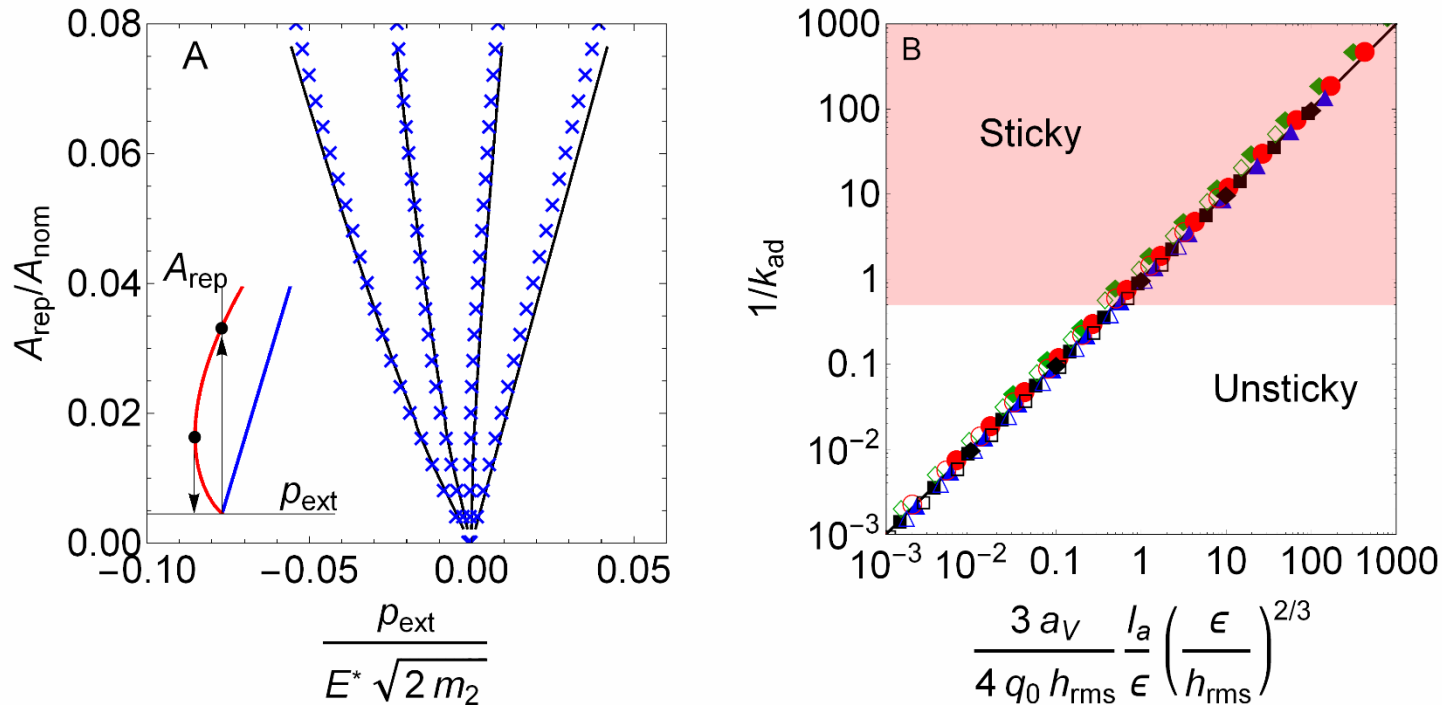 A
A_rep/A_nom
0.08
0.06
0.04
0.02
0.00
A_rep
p_ext
−0.10
−0.05
0.00
0.05
p_ext
E* √2 m_2
B
1/k_ad
1000
100
10
1
0.1
10^−2
10^−3
Sticky
Unsticky
10^−3
10^−2
0.1
1
10
100
1000
3 a_V l_a ( ϵ )^2/3
4 q_0 h_rms ϵ ( h_rms )